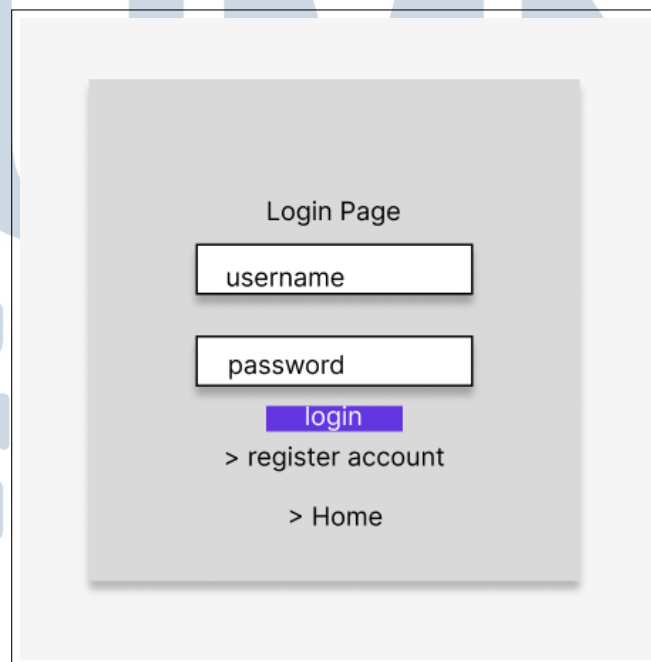 Login Page
username
password
login
> register account
> Home